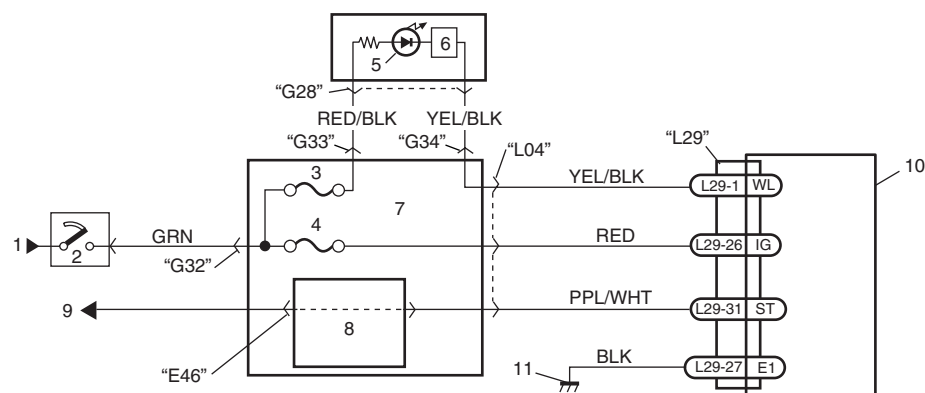 6
5
“G28”
RED/BLK YEL/BLK
“G33” “G34” “L04” “L29”
3 YEL/BLK L29-1 WL 10
7
4
1 2 GRN RED L29-26 IG
“G32”
PPL/WHT
9 8 L29-31 ST
“E46” BLK
11 L29-27 E1